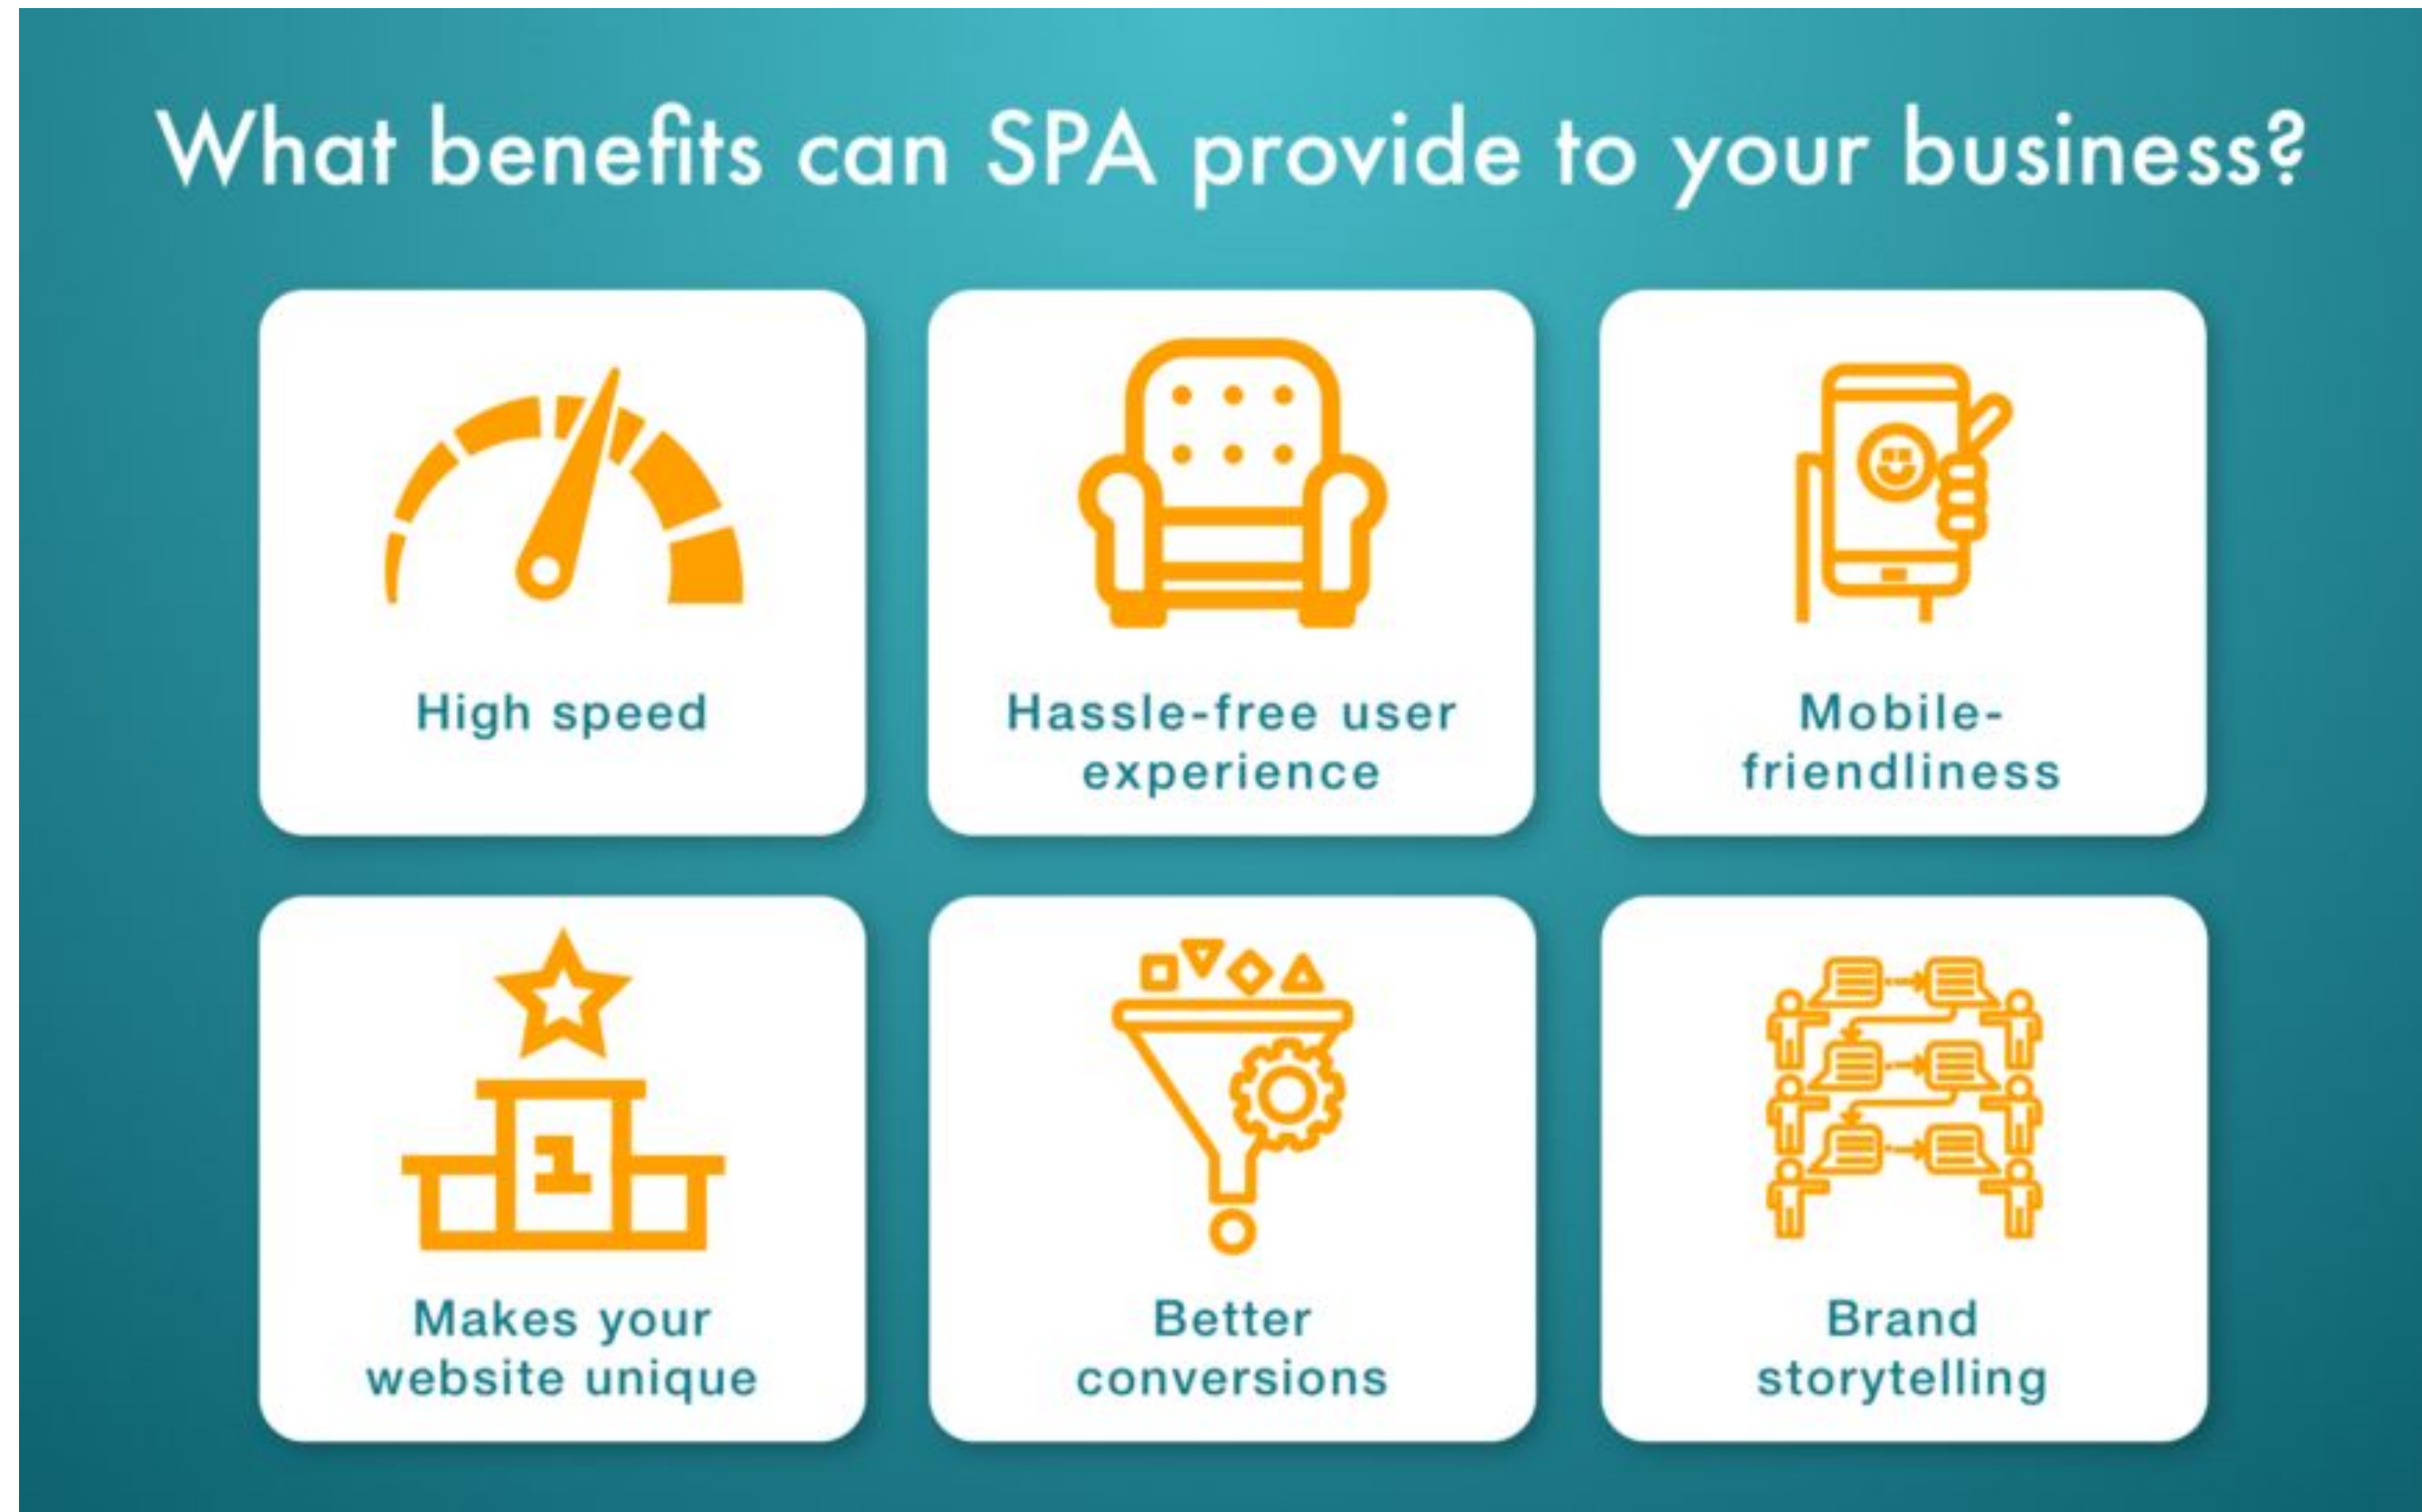 What benefits can SPA provide to your business?
High speed
Hassle-free user
experience
Mobile-
friendliness
1
Makes your
website unique
Better
conversions
Brand
storytelling